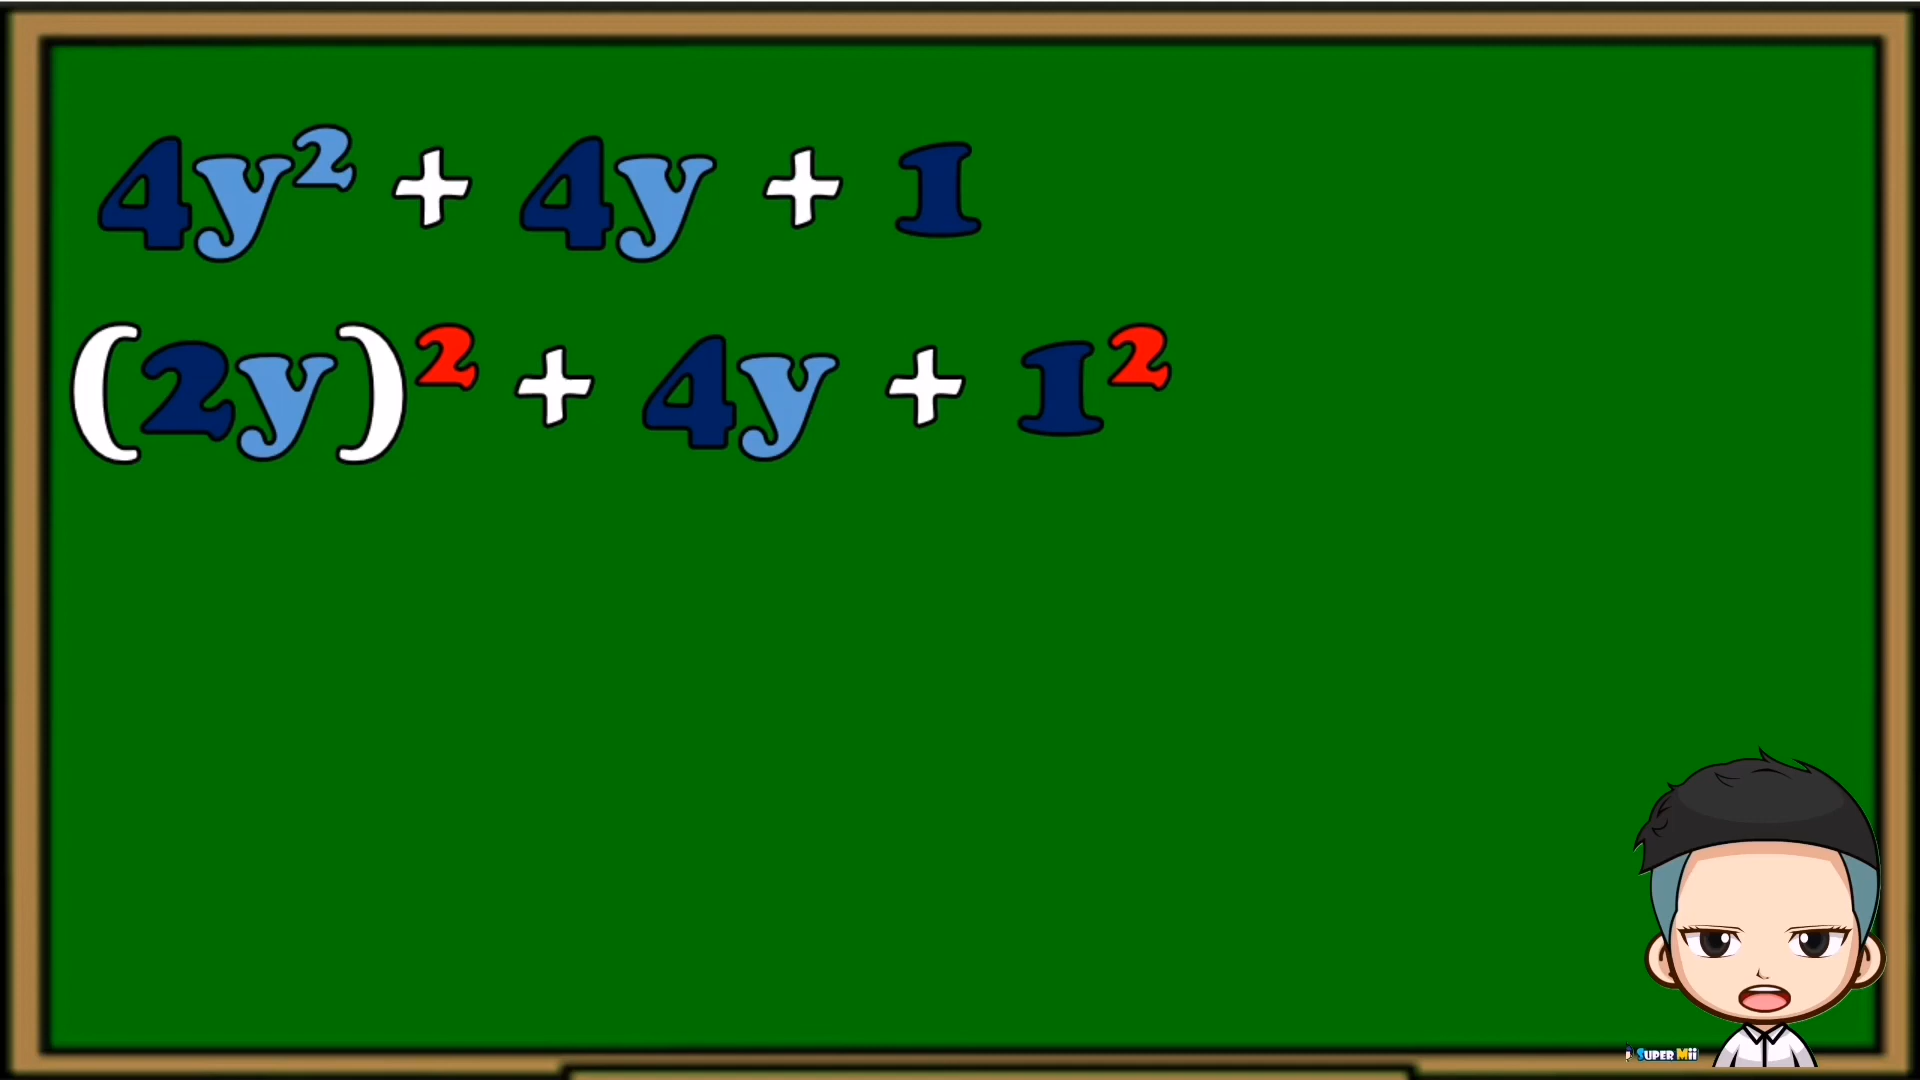 4y² + 4y + 1
(2y)² + 4y + 1²
SUPER Mii